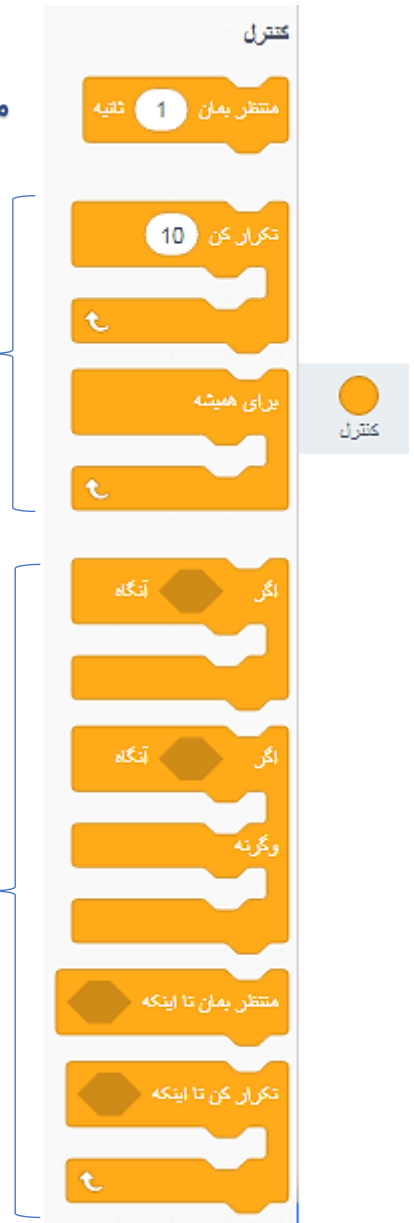 کنترل
منتظر بمان 1 ثانیه
تکرار کن 10
برای همیشه
کنترل
اگر آنگاه
اگر آنگاه
وگرنه
منتظر بمان تا اینکه
تکرار کن تا اینکه